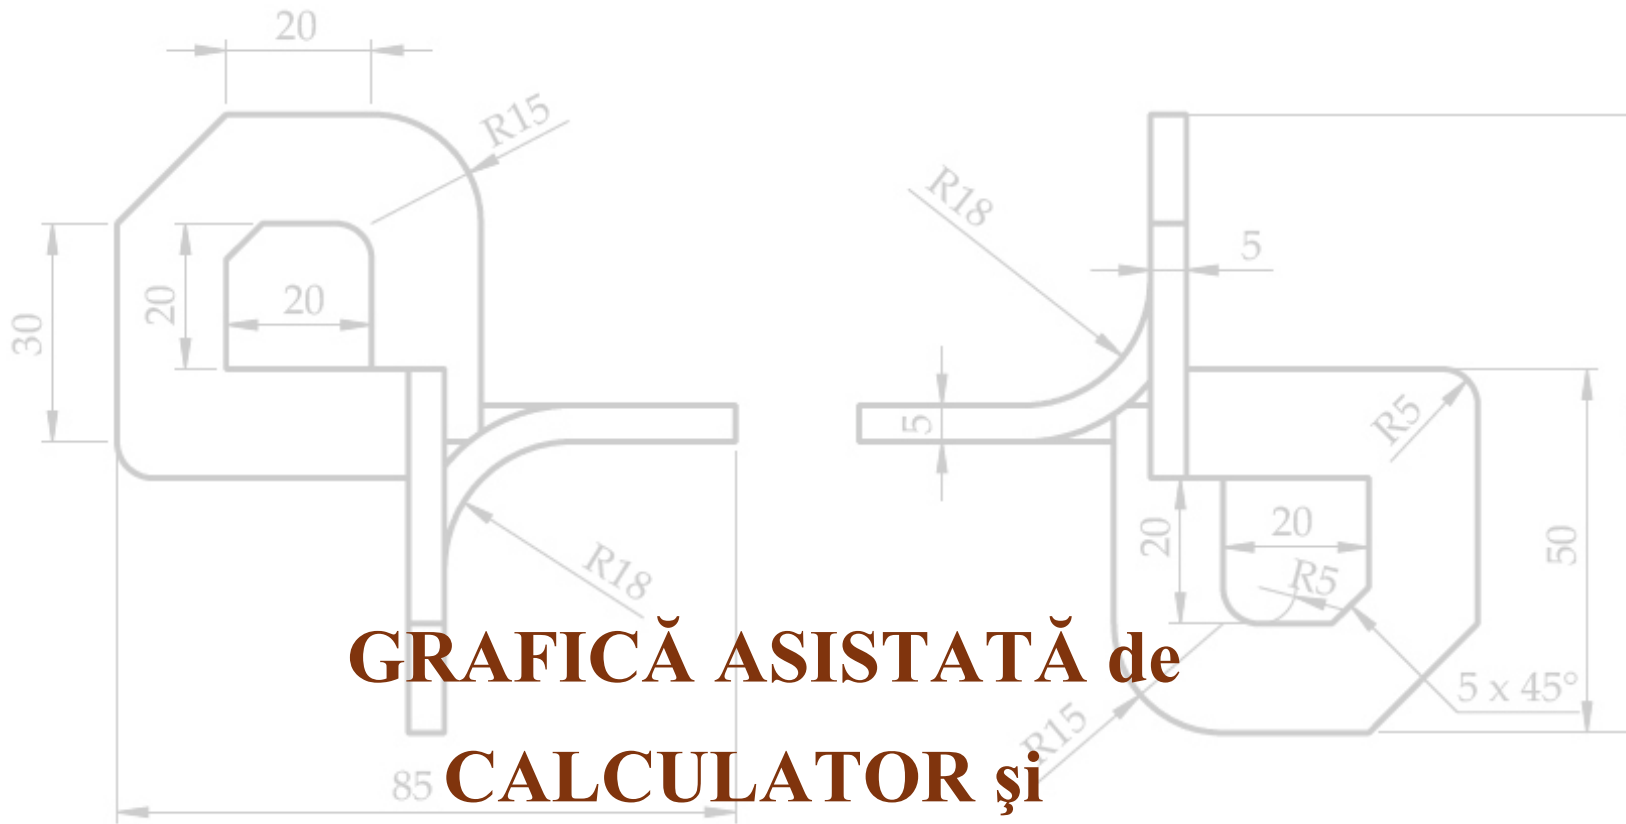 20
R15
R18
5
20
20
30
5
R5
R18
20
20
R5
50
5 x 45°
R15
85
GRAFICĂ ASISTATĂ de
CALCULATOR şi